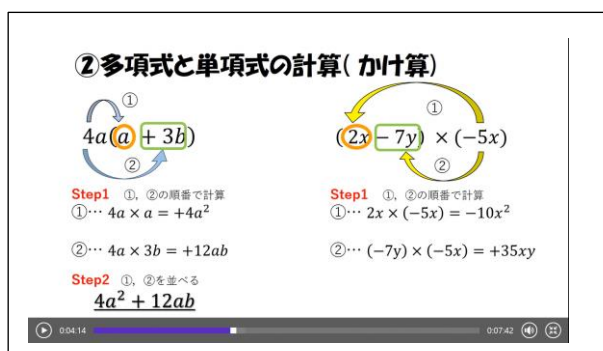 ②多項式と単項式の計算( かけ算)
①
4a(a + 3b)
②
Step1 ①, ②の順番で計算
①… 4a × a = +4a²
②… 4a × 3b = +12ab
Step2 ①, ②を並べる
4a² + 12ab
①
(2x − 7y) × (−5x)
②
Step1 ①, ②の順番で計算
①… 2x × (−5x) = −10x²
②… (−7y) × (−5x) = +35xy
0:04.14
0:07.42